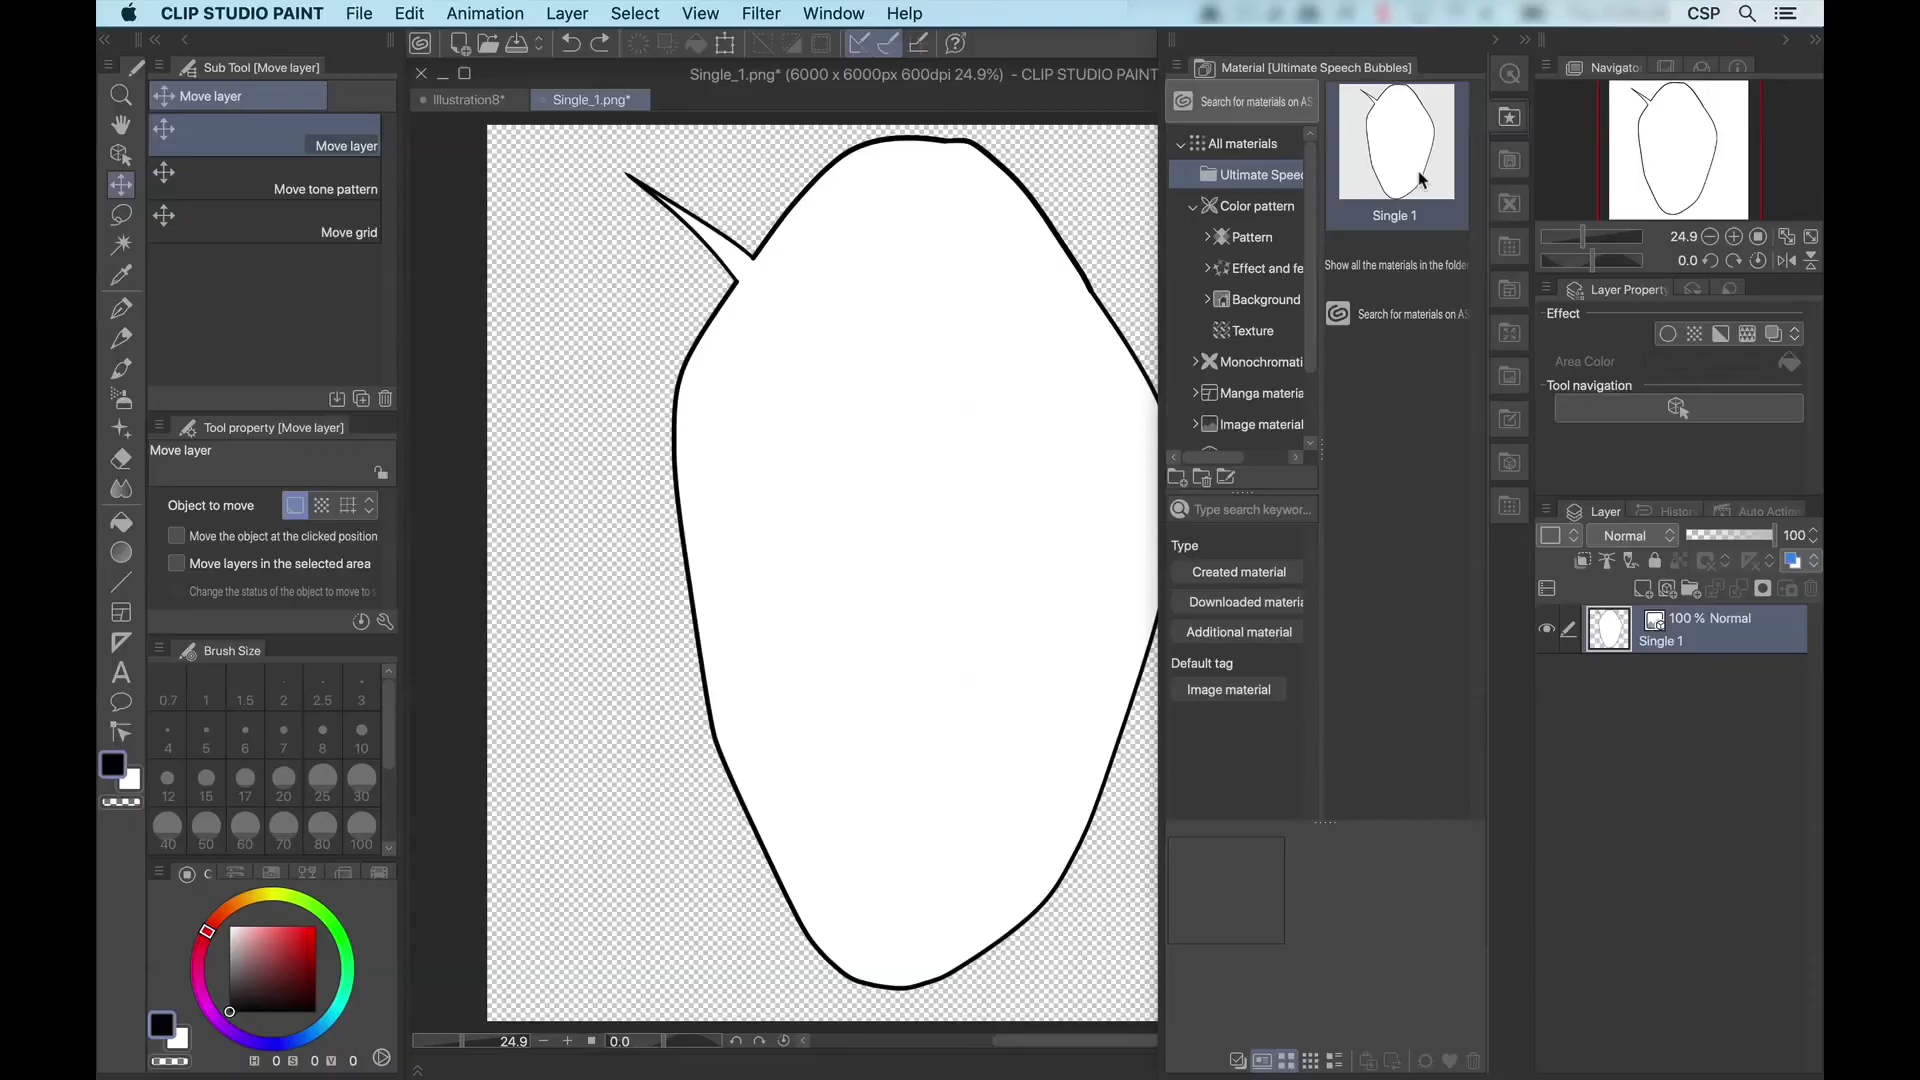 CLIP STUDIO PAINT File Edit Animation Layer Select View Filter Window Help CSP
Sub Tool [Move layer]
Move layer
Move layer
Move tone pattern
Move grid
Tool property [Move layer]
Move layer
Object to move
Move the object at the clicked position
Move layers in the selected area
Change the status of the object to move to s
Brush Size
0.7 1 1.5 2 2.5 3
4 5 6 7 8 10
12 15 17 20 25 30
40 50 60 70 80 100
C
H 0 S 0 V 0
Single_1.png* (6000 x 6000px 600dpi 24.9%) - CLIP STUDIO PAINT
Illustration8* Single_1.png*
24.9 0.0
Material [Ultimate Speech Bubbles]
Search for materials on AS
All materials
Ultimate Speec
Color pattern
Pattern
Effect and fe
Background
Texture
Monochromati
Manga materia
Image material
Type search keywor...
Type
Created material
Downloaded materia
Additional material
Default tag
Image material
Single 1
Show all the materials in the folde
Search for materials on AS
Navigato
24.9
0.0
Layer Property
Effect
Area Color
Tool navigation
Layer History Auto Actio
Normal 100
100 % Normal
Single 1